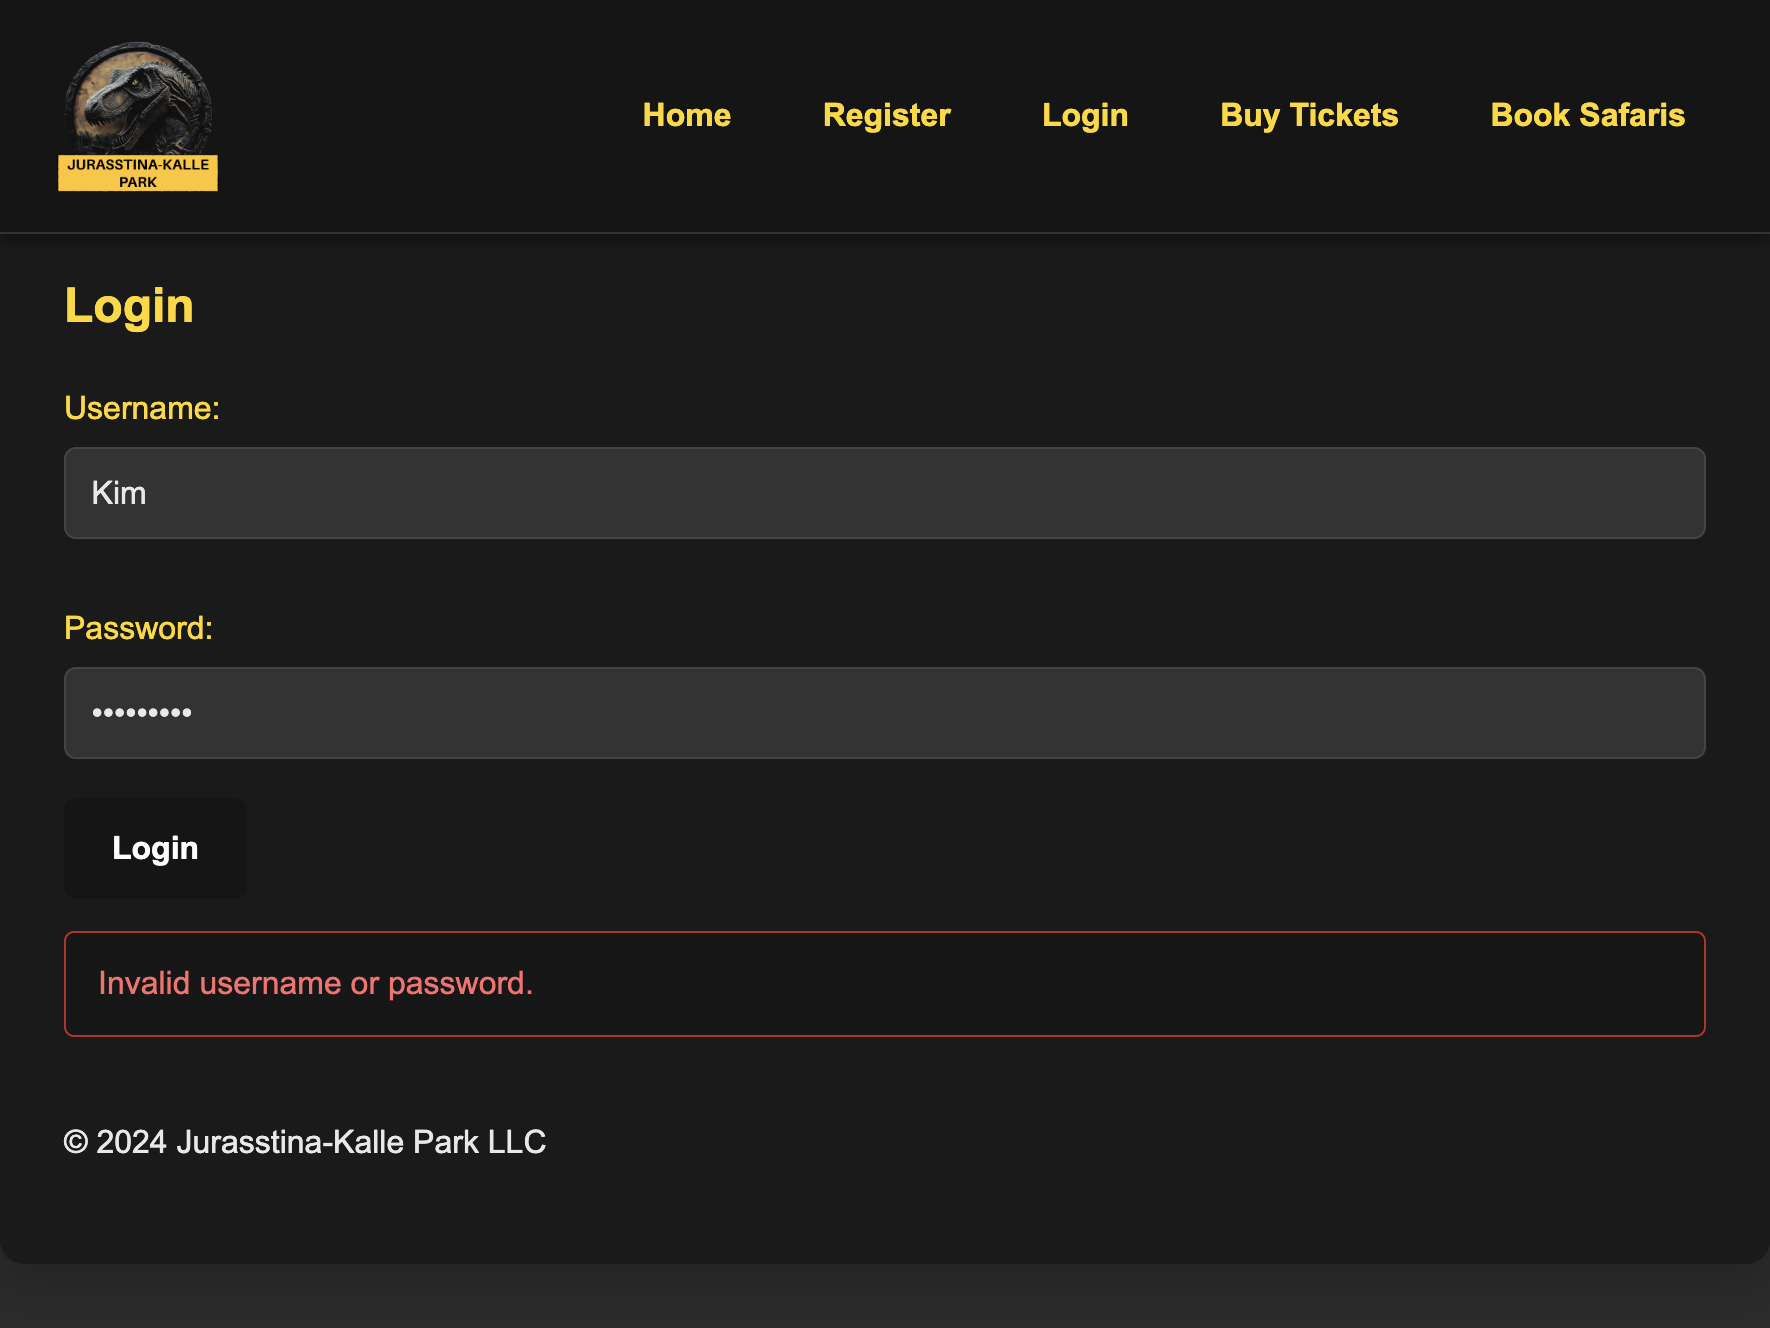 JURASSTINA-KALLE
PARK
Home Register Login Buy Tickets Book Safaris
Login
Username:
Kim
Password:
•••••••••
Login
Invalid username or password.
© 2024 Jurasstina-Kalle Park LLC